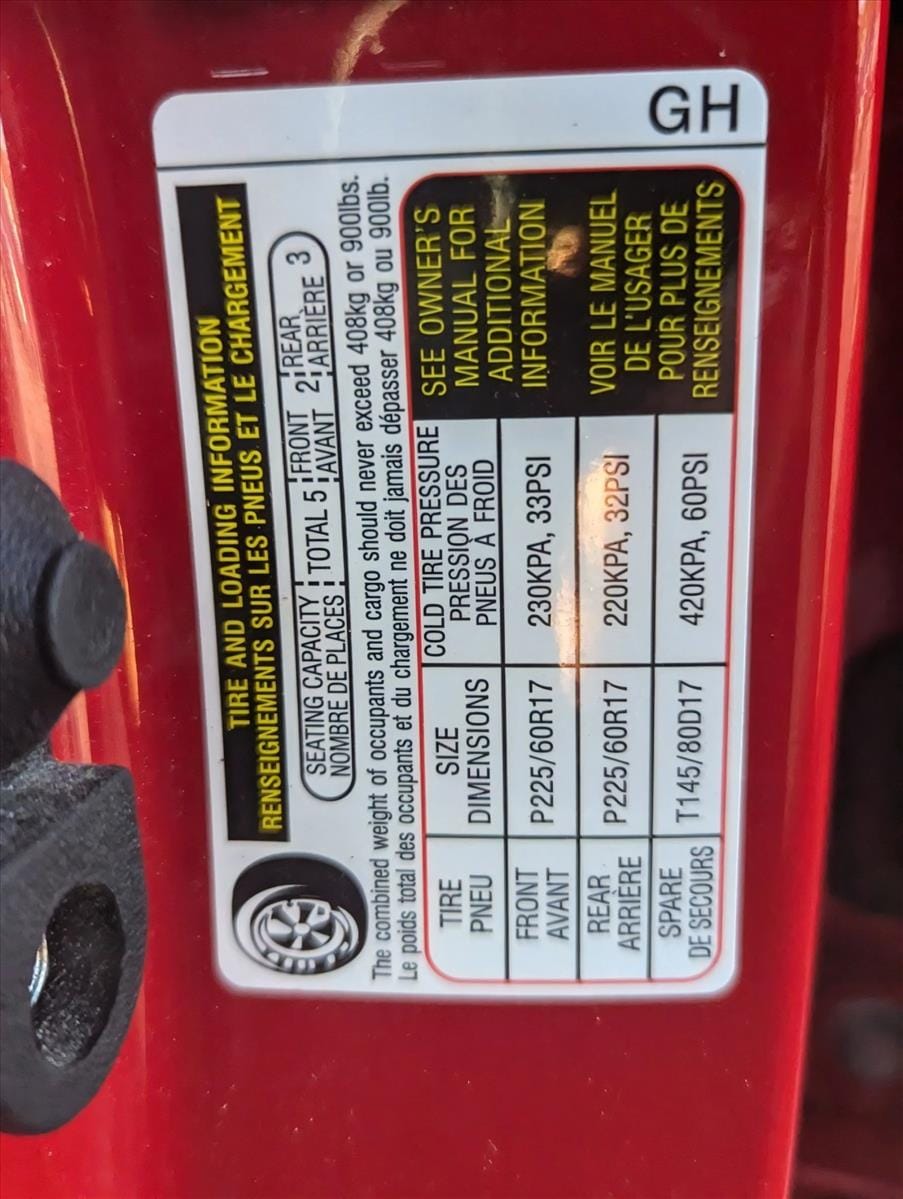 GH
TIRE AND LOADING INFORMATION
RENSEIGNEMENTS SUR LES PNEUS ET LE CHARGEMENT
SEATING CAPACITY TOTAL 5 FRONT 2 REAR 3
NOMBRE DE PLACES AVANT ARRIÈRE
The combined weight of occupants and cargo should never exceed 408kg or 900lbs.
Le poids total des occupants et du chargement ne doit jamais dépasser 408kg ou 900lb.
TIRE
PNEU
SIZE
DIMENSIONS
COLD TIRE PRESSURE
PRESSION DES
PNEUS À FROID
FRONT
AVANT
P225/60R17
230KPA, 33PSI
REAR
ARRIÈRE
P225/60R17
220KPA, 32PSI
SPARE
DE SECOURS
T145/80D17
420KPA, 60PSI
SEE OWNER'S
MANUAL FOR
ADDITIONAL
INFORMATION
VOIR LE MANUEL
DE L'USAGER
POUR PLUS DE
RENSEIGNEMENTS